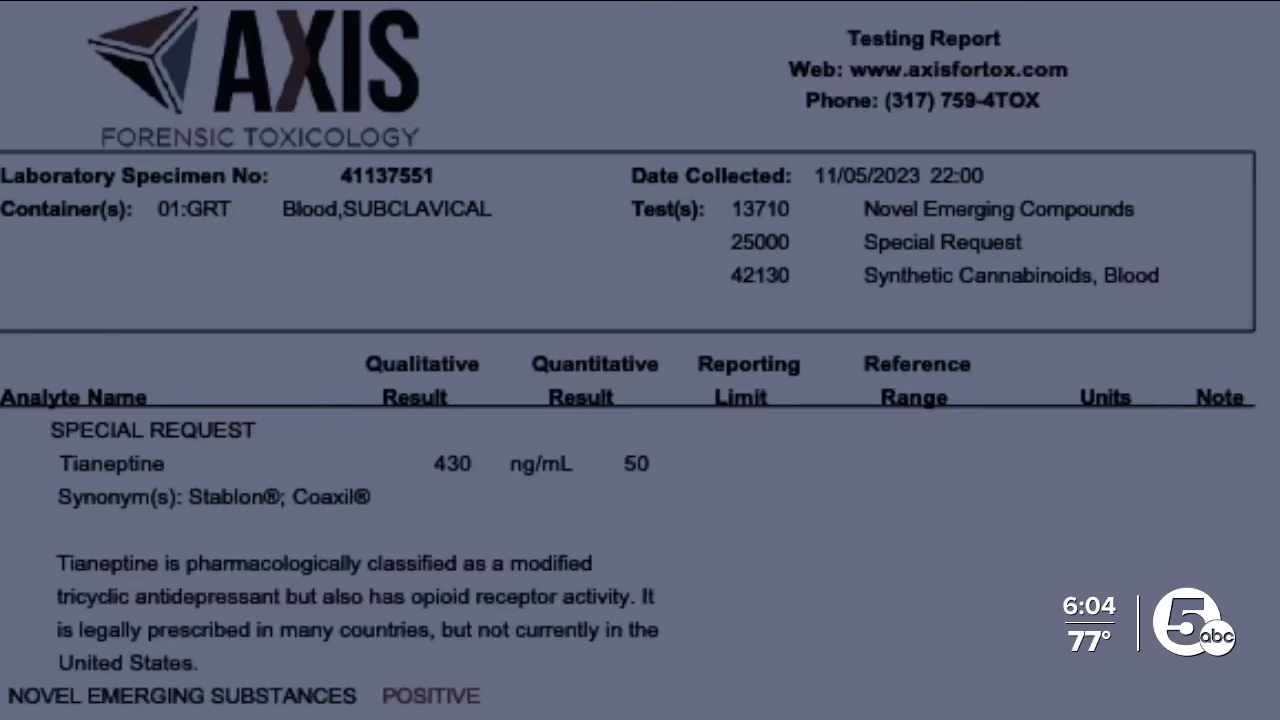 AXIS
FORENSIC TOXICOLOGY
Testing Report
Web: www.axisfortox.com
Phone: (317) 759-4TOX
Laboratory Specimen No: 41137551 Date Collected: 11/05/2023 22:00
Container(s): 01:GRT Blood,SUBCLAVICAL Test(s): 13710 Novel Emerging Compounds
25000 Special Request
42130 Synthetic Cannabinoids, Blood
Qualitative Quantitative Reporting Reference
Analyte Name Result Result Limit Range Units Note
SPECIAL REQUEST
Tianeptine 430 ng/mL 50
Synonym(s): Stablon®; Coaxil®
Tianeptine is pharmacologically classified as a modified
tricyclic antidepressant but also has opioid receptor activity. It
is legally prescribed in many countries, but not currently in the
United States.
NOVEL EMERGING SUBSTANCES POSITIVE
6:04
77°
5 abc